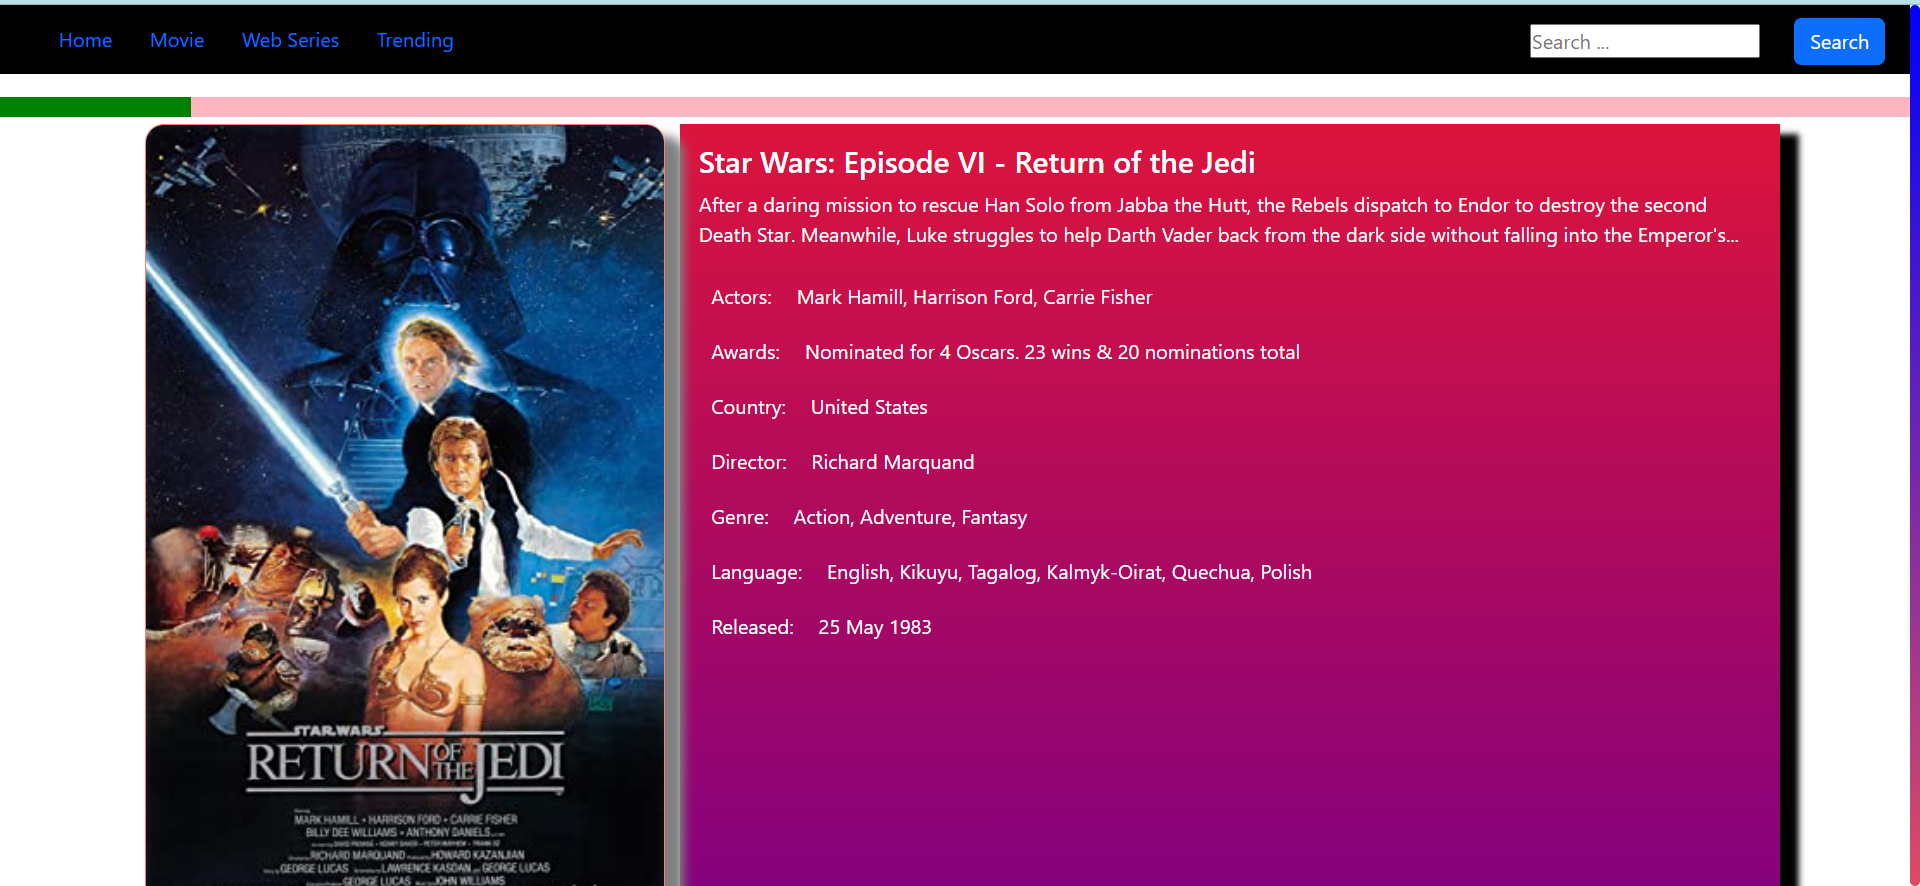 Home Movie Web Series Trending Search ... Search
Star Wars: Episode VI - Return of the Jedi
After a daring mission to rescue Han Solo from Jabba the Hutt, the Rebels dispatch to Endor to destroy the second
Death Star. Meanwhile, Luke struggles to help Darth Vader back from the dark side without falling into the Emperor's...
Actors: Mark Hamill, Harrison Ford, Carrie Fisher
Awards: Nominated for 4 Oscars. 23 wins & 20 nominations total
Country: United States
Director: Richard Marquand
Genre: Action, Adventure, Fantasy
Language: English, Kikuyu, Tagalog, Kalmyk-Oirat, Quechua, Polish
Released: 25 May 1983
STAR WARS
RETURN OF THE JEDI
MARK HAMILL • HARRISON FORD • CARRIE FISHER
BILLY DEE WILLIAMS • ANTHONY DANIELS
RICHARD MARQUAND HOWARD KAZANJIAN
GEORGE LUCAS LAWRENCE KASDAN GEORGE LUCAS
GEORGE LUCAS JOHN WILLIAMS